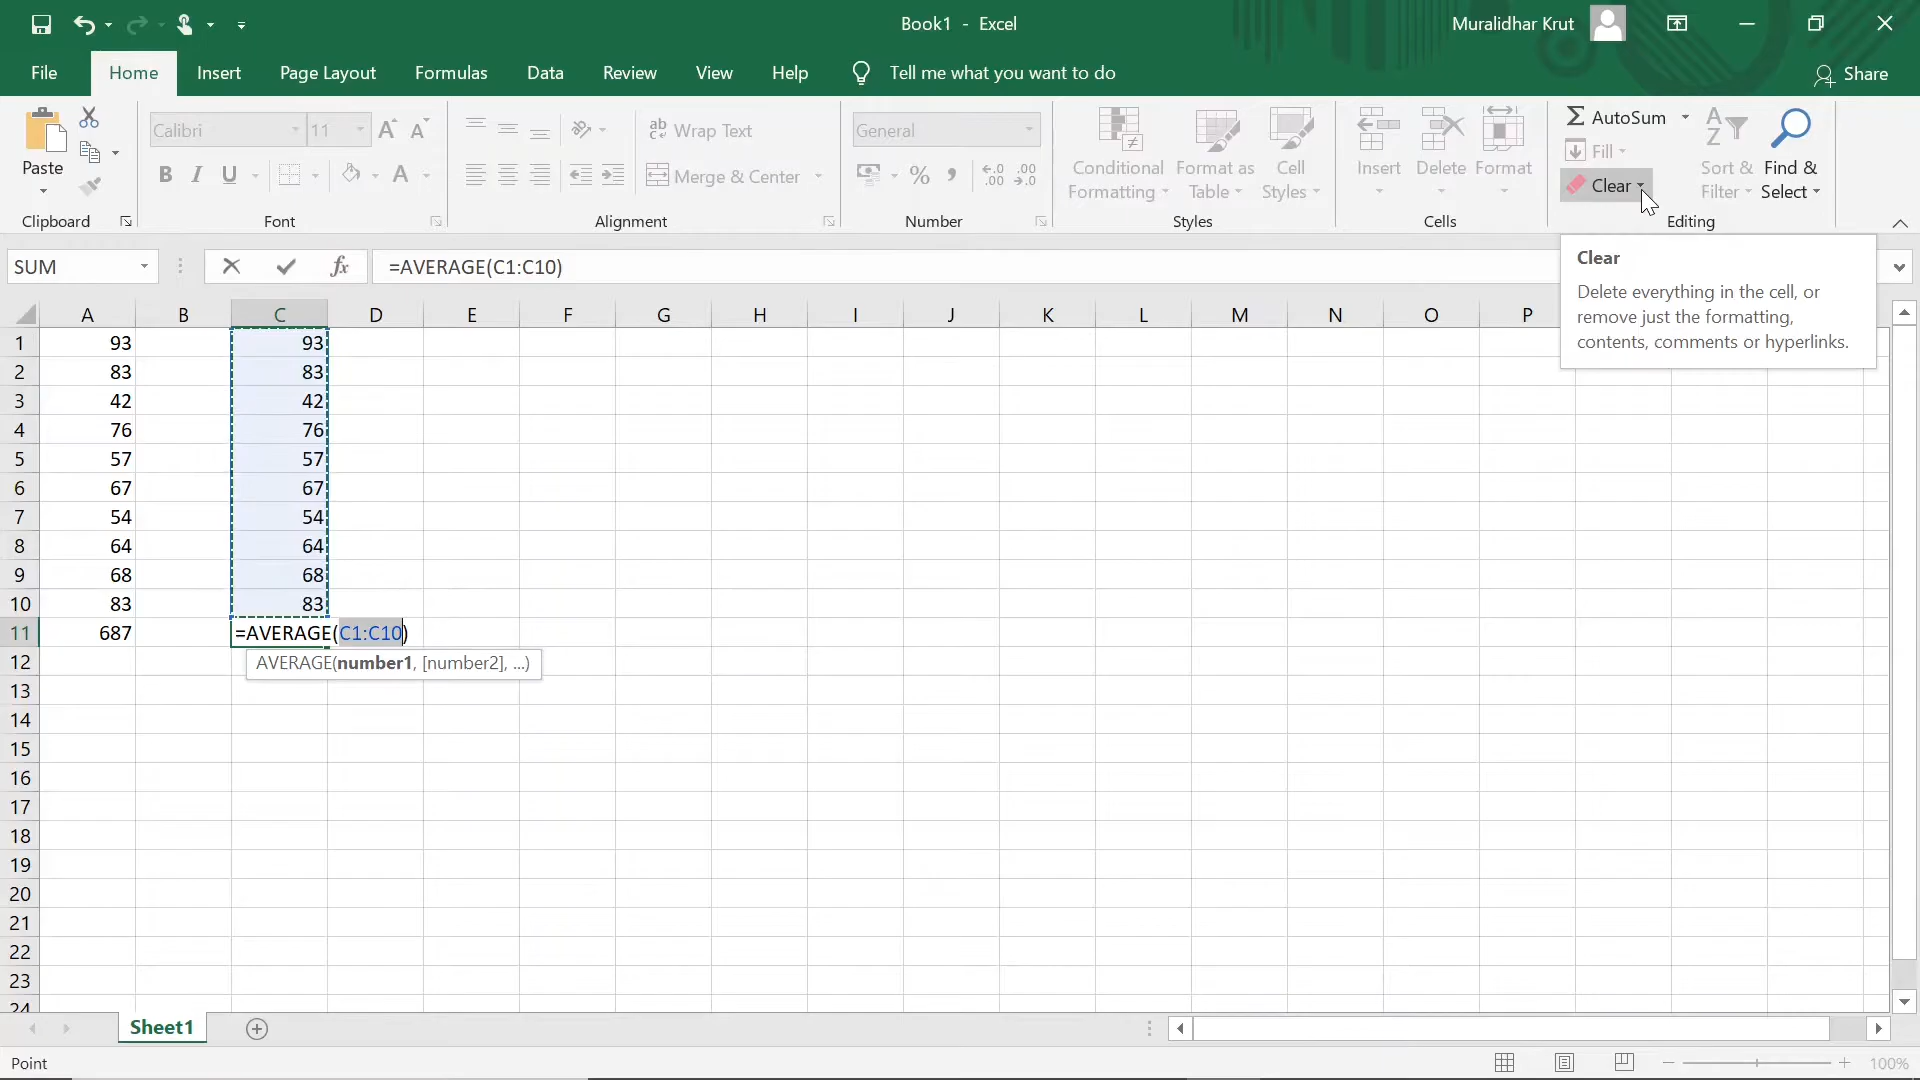 Book1 - Excel
Muralidhar Krut
File Home Insert Page Layout Formulas Data Review View Help Tell me what you want to do Share
Paste
Clipboard
Calibri 11
B I U A
Font
ab Wrap Text
Merge & Center
Alignment
General
% , .00 .00
Number
Conditional Formatting
Format as Table
Cell Styles
Styles
Insert Delete Format
Cells
Σ AutoSum
Fill
Clear
Sort & Filter
Find & Select
Editing
SUM
fx
=AVERAGE(C1:C10)
Clear
Delete everything in the cell, or
remove just the formatting,
contents, comments or hyperlinks.
A B C D E F G H I J K L M N O P
1 93 93
2 83 83
3 42 42
4 76 76
5 57 57
6 67 67
7 54 54
8 64 64
9 68 68
10 83 83
11 687 =AVERAGE(C1:C10)
12
AVERAGE(number1, [number2], ...)
13
14
15
16
17
18
19
20
21
22
23
24
Sheet1
Point
100%